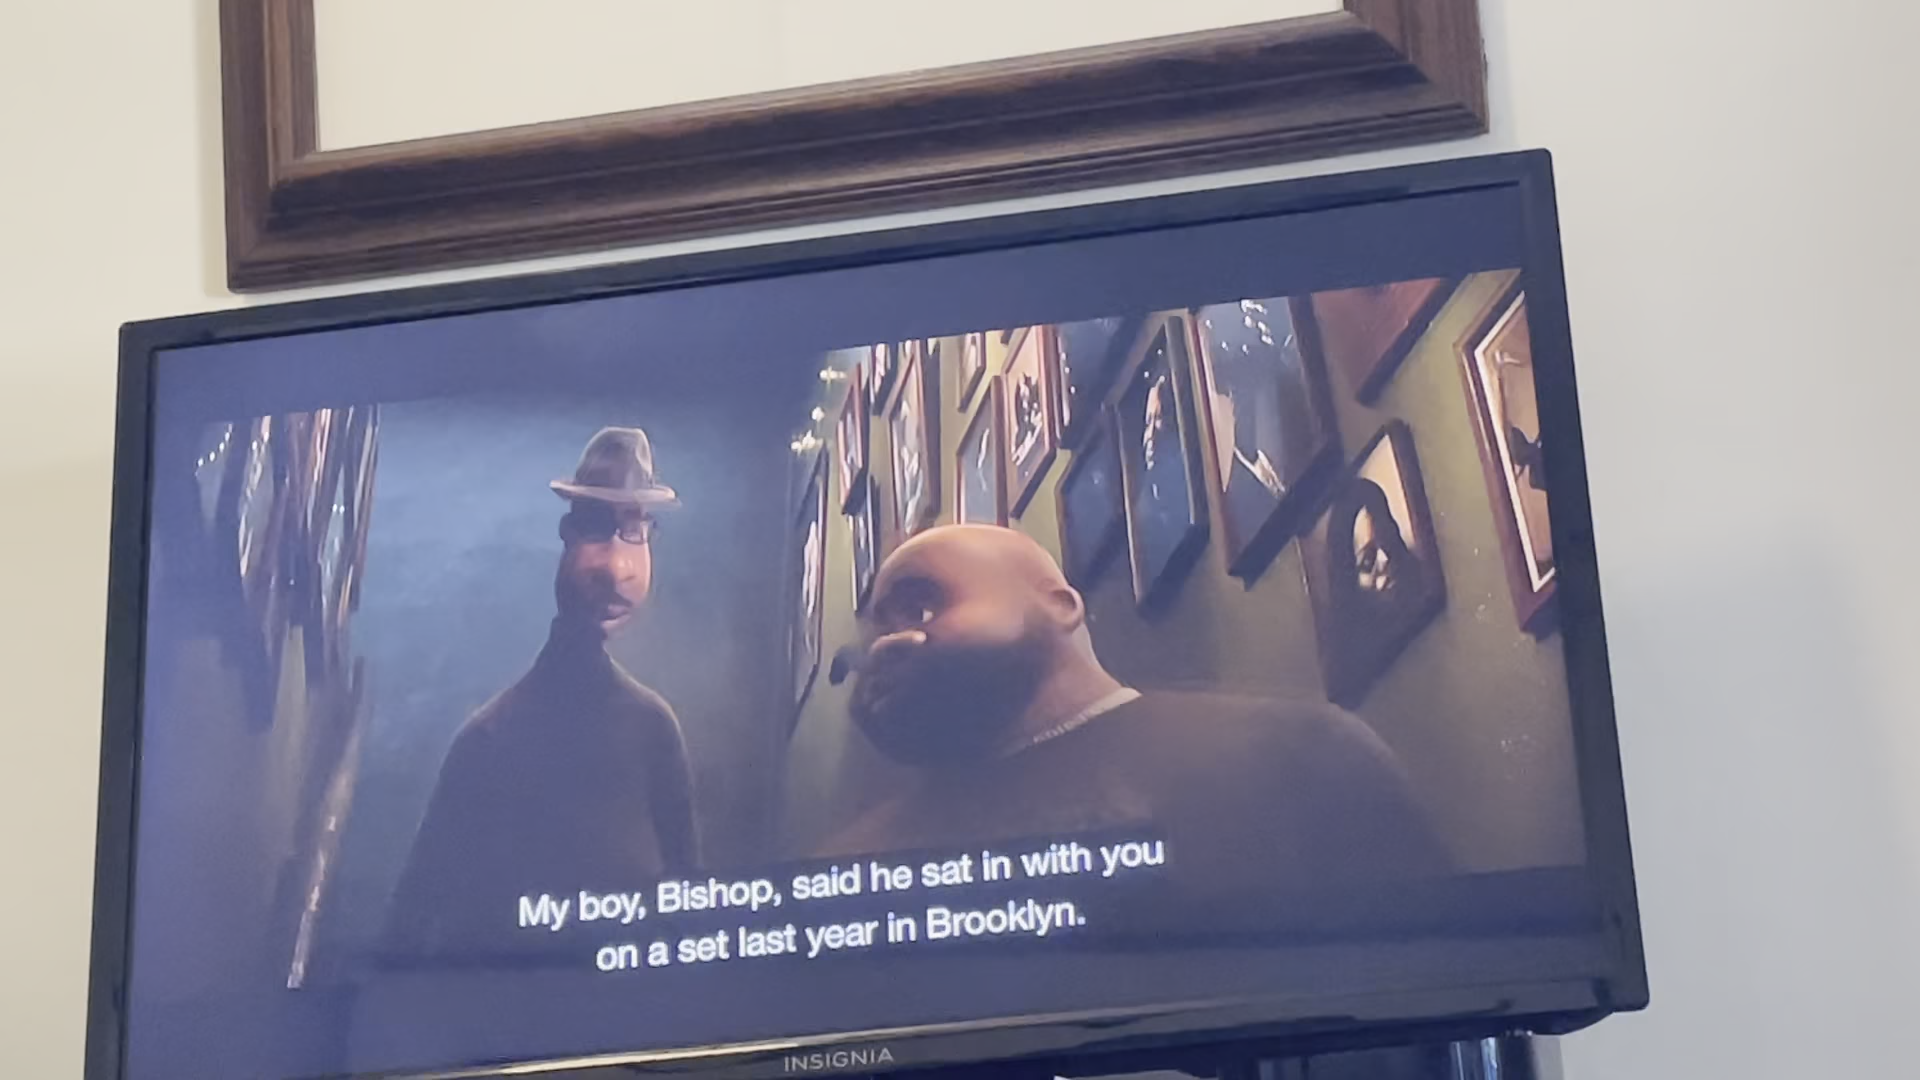 My boy, Bishop, said he sat in with you
on a set last year in Brooklyn.
INSIGNIA